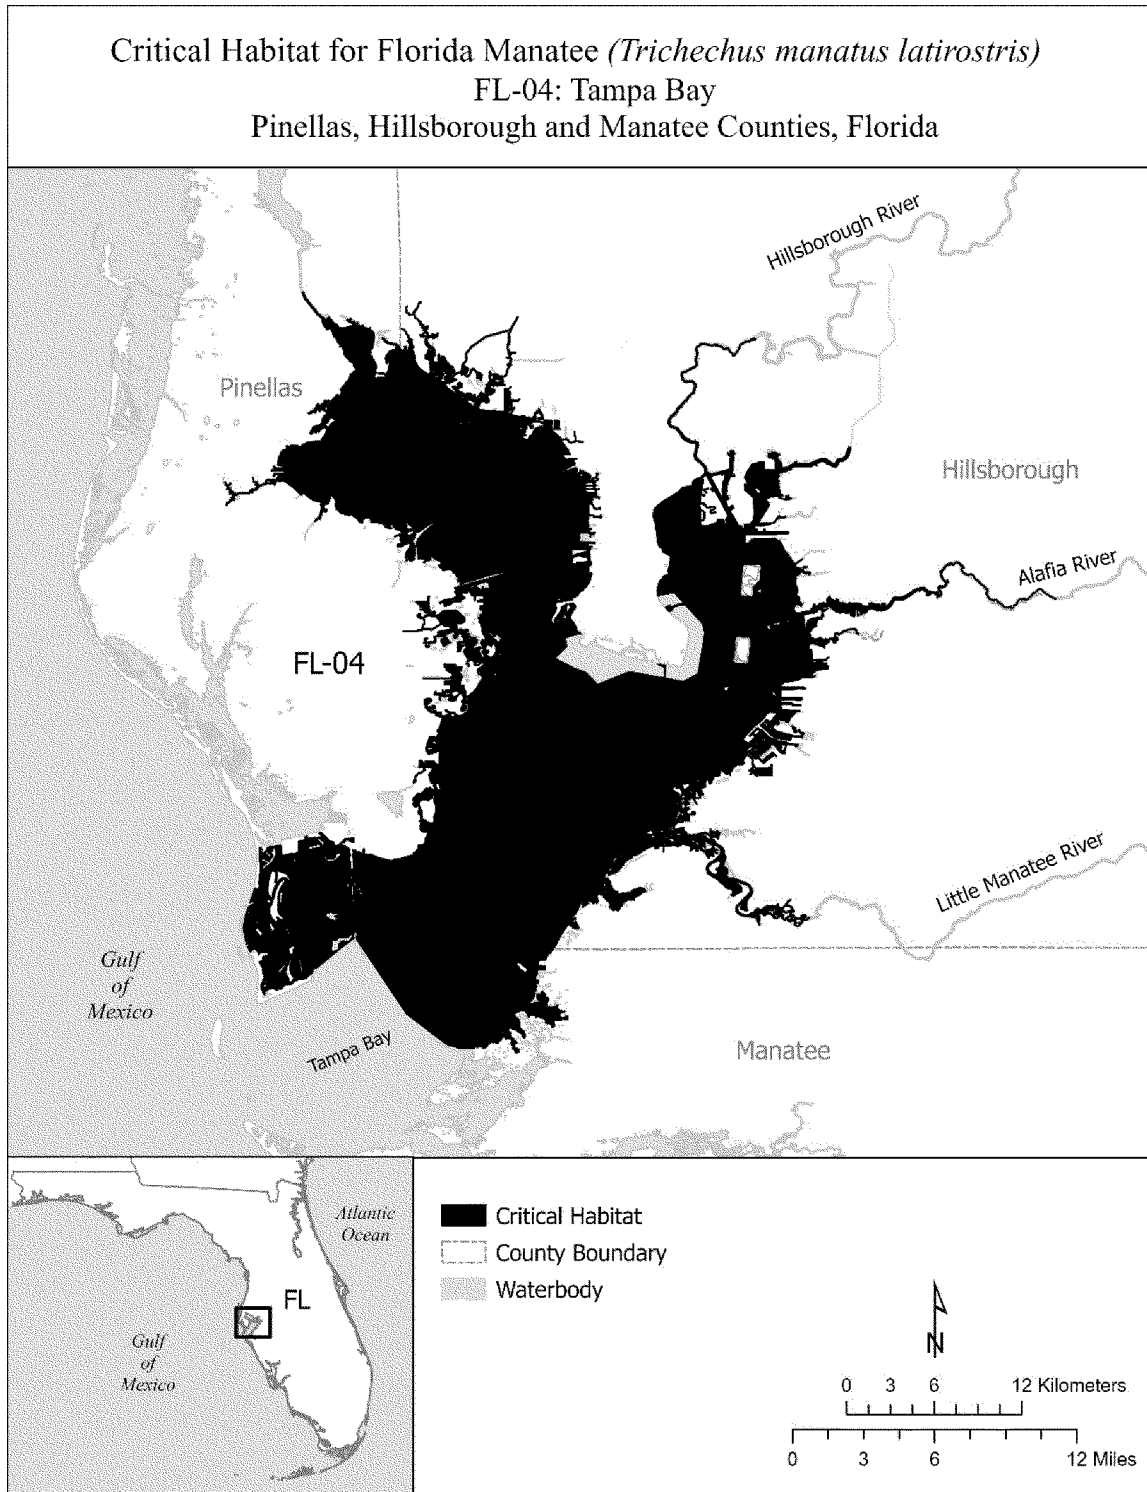 Critical Habitat for Florida Manatee (Trichechus manatus latirostris)
FL-04: Tampa Bay
Pinellas, Hillsborough and Manatee Counties, Florida
Hillsborough River
Pinellas
Hillsborough
Alafia River
FL-04
Little Manatee River
Gulf
of
Mexico
Tampa Bay
Manatee
Atlantic
Ocean
FL
Gulf
of
Mexico
Critical Habitat
County Boundary
Waterbody
N
0 3 6 12 Kilometers
0 3 6 12 Miles